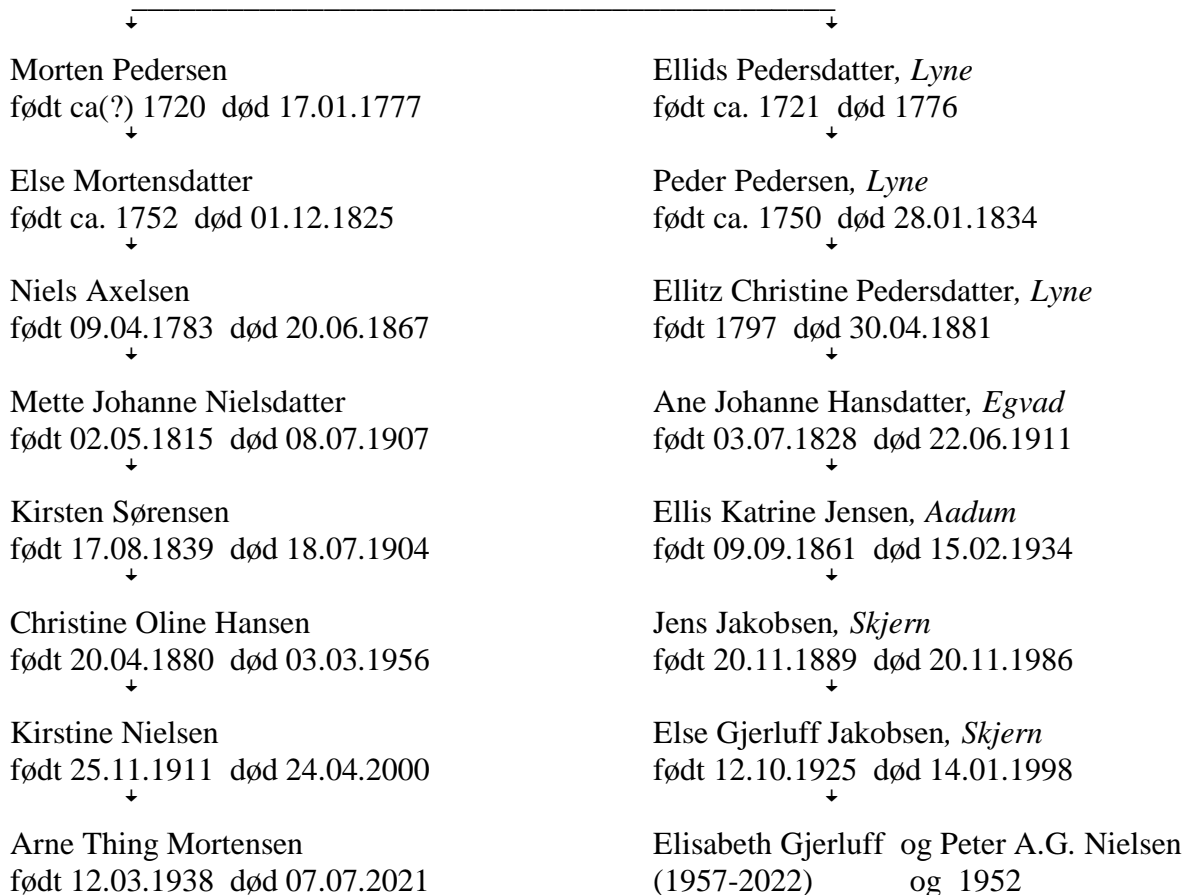 Morten Pedersen
født ca(?) 1720 død 17.01.1777
Else Mortensdatter
født ca. 1752 død 01.12.1825
Niels Axelsen
født 09.04.1783 død 20.06.1867
Mette Johanne Nielsdatter
født 02.05.1815 død 08.07.1907
Kirsten Sørensen
født 17.08.1839 død 18.07.1904
Christine Oline Hansen
født 20.04.1880 død 03.03.1956
Kirstine Nielsen
født 25.11.1911 død 24.04.2000
Arne Thing Mortensen
født 12.03.1938 død 07.07.2021
Ellids Pedersdatter, Lyne
født ca. 1721 død 1776
Peder Pedersen, Lyne
født ca. 1750 død 28.01.1834
Ellitz Christine Pedersdatter, Lyne
født 1797 død 30.04.1881
Ane Johanne Hansdatter, Egvad
født 03.07.1828 død 22.06.1911
Ellis Katrine Jensen, Aadum
født 09.09.1861 død 15.02.1934
Jens Jakobsen, Skjern
født 20.11.1889 død 20.11.1986
Else Gjerluff Jakobsen, Skjern
født 12.10.1925 død 14.01.1998
Elisabeth Gjerluff og Peter A.G. Nielsen
(1957-2022) og 1952